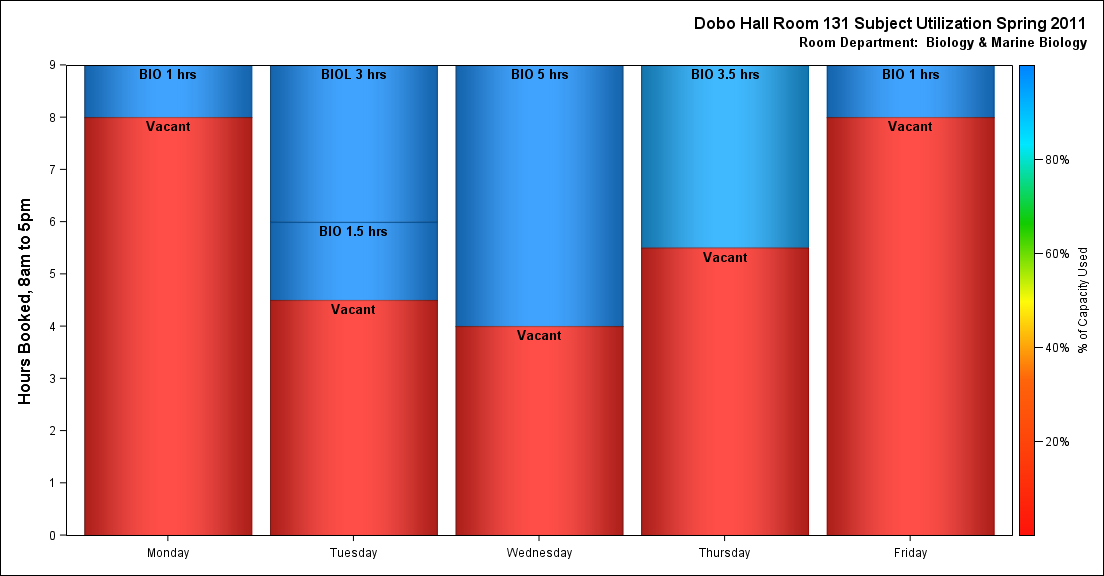 Dobo Hall Room 131 Subject Utilization Spring 2011
Room Department:  Biology & Marine Biology
Hours Booked, 8am to 5pm
9
8
7
6
5
4
3
2
1
0
BIO 1 hrs
Vacant
BIOL 3 hrs
BIO 1.5 hrs
Vacant
BIO 5 hrs
Vacant
BIO 3.5 hrs
Vacant
BIO 1 hrs
Vacant
Monday
Tuesday
Wednesday
Thursday
Friday
80%
60%
40%
20%
% of Capacity Used